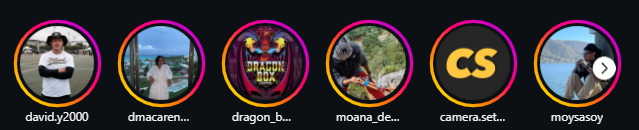 DRAGON
BOX
CS
david.y2000
dmacaren...
dragon_b...
moana_de...
camera.set...
moysasoy